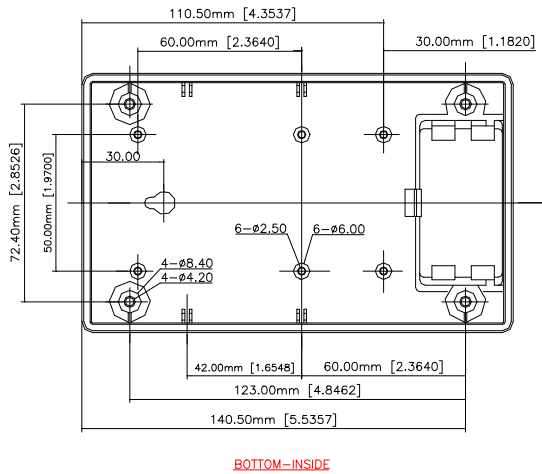 110.50mm [4.3537]
60.00mm [2.3640]
30.00mm [1.1820]
30.00
72.40mm [2.8526]
50.00mm [1.9700]
6-ø2.50
6-ø6.00
4-ø8.40
4-ø4.20
42.00mm [1.6548]
60.00mm [2.3640]
123.00mm [4.8462]
140.50mm [5.5357]
BOTTOM-INSIDE